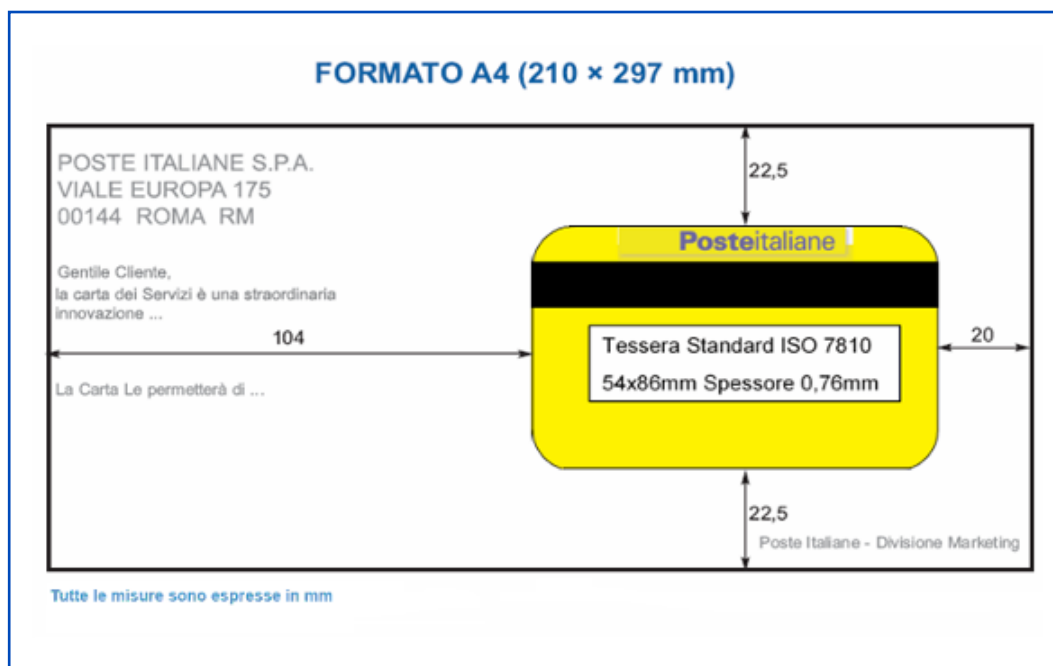 FORMATO A4 (210 × 297 mm)
POSTE ITALIANE S.P.A.
VIALE EUROPA 175
00144 ROMA RM
22,5
Posteitaliane
Gentile Cliente,
la carta dei Servizi è una straordinaria
innovazione ...
104
Tessera Standard ISO 7810
54x86mm Spessore 0,76mm
20
La Carta Le permetterà di ...
22,5
Poste Italiane - Divisione Marketing
Tutte le misure sono espresse in mm